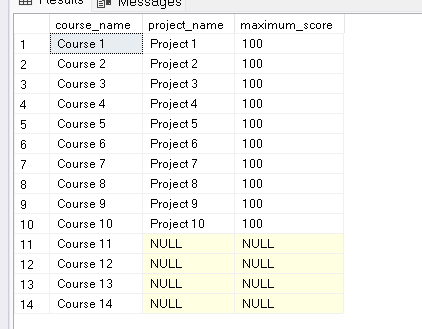 Results Messages
course_name project_name maximum_score
1 Course 1 Project 1 100
2 Course 2 Project 2 100
3 Course 3 Project 3 100
4 Course 4 Project 4 100
5 Course 5 Project 5 100
6 Course 6 Project 6 100
7 Course 7 Project 7 100
8 Course 8 Project 8 100
9 Course 9 Project 9 100
10 Course 10 Project 10 100
11 Course 11 NULL NULL
12 Course 12 NULL NULL
13 Course 13 NULL NULL
14 Course 14 NULL NULL